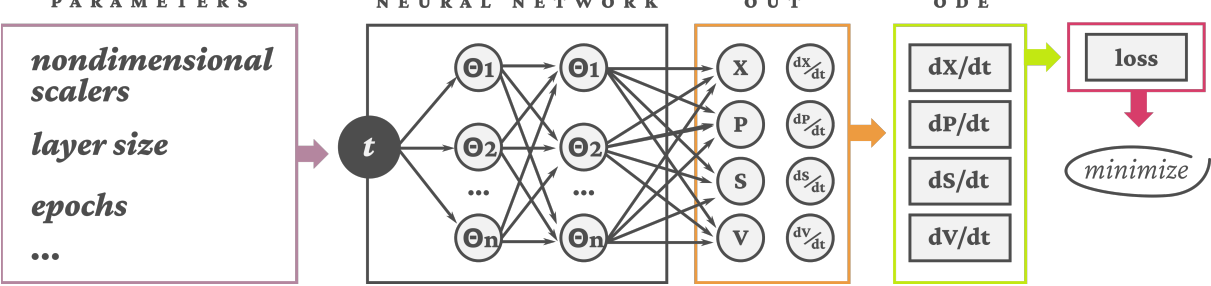 PARAMETERS
nondimensional
scalers
layer size
epochs
...
NEURAL NETWORK
t
Θ1
Θ2
...
Θn
Θ1
Θ2
...
Θn
OUT
X
dX/dt
P
dP/dt
S
dS/dt
V
dV/dt
ODE
dX/dt
dP/dt
dS/dt
dV/dt
loss
minimize